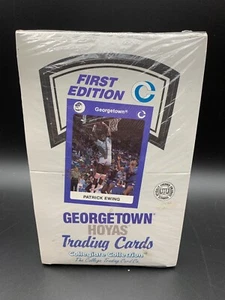 FIRST
EDITION
Georgetown
PATRICK EWING
GEORGETOWN
HOYAS
Trading Cards
Collegiate Collection